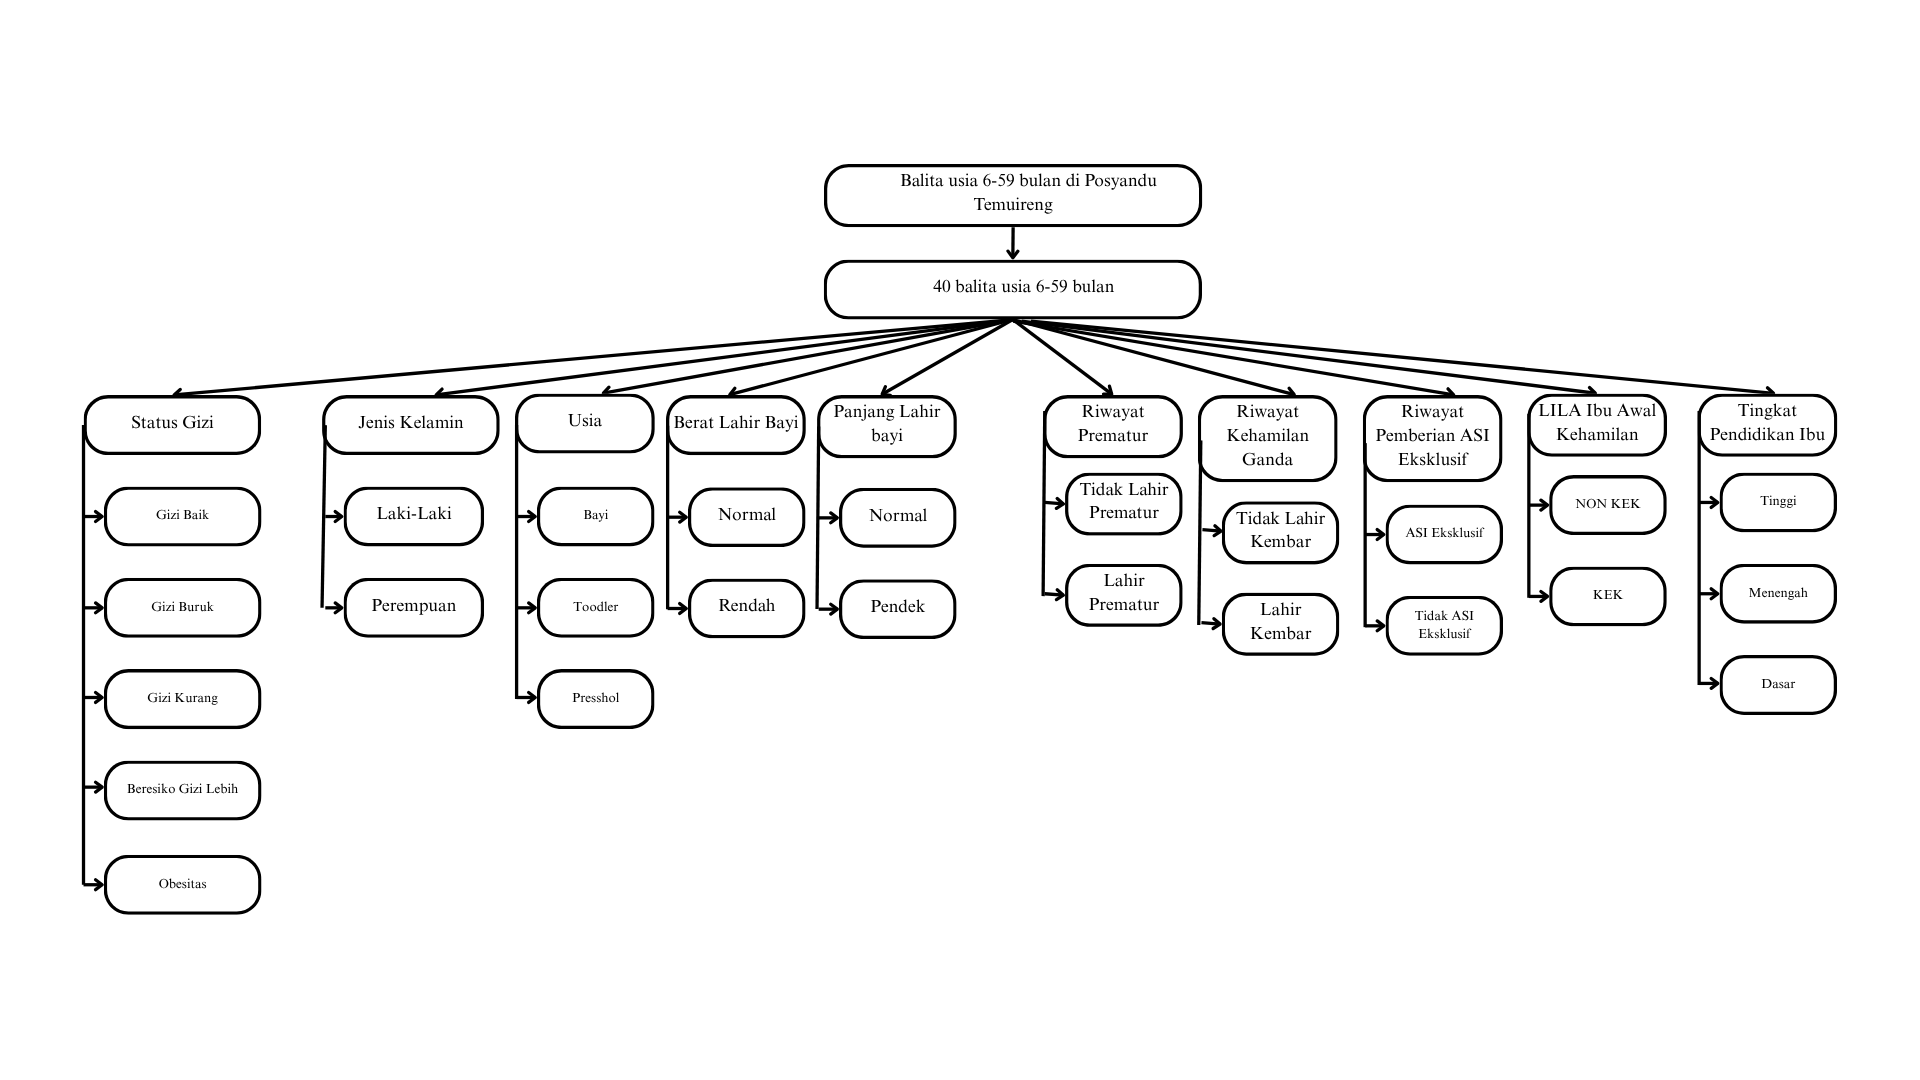 Balita usia 6-59 bulan di Posyandu
Temuireng
40 balita usia 6-59 bulan
Status Gizi
Gizi Baik
Gizi Buruk
Gizi Kurang
Beresiko Gizi Lebih
Obesitas
Jenis Kelamin
Laki-Laki
Perempuan
Usia
Bayi
Toodler
Presshol
Berat Lahir Bayi
Normal
Rendah
Panjang Lahir
bayi
Normal
Pendek
Riwayat
Prematur
Tidak Lahir
Prematur
Lahir
Prematur
Riwayat
Kehamilan
Ganda
Tidak Lahir
Kembar
Lahir
Kembar
Riwayat
Pemberian ASI
Eksklusif
ASI Eksklusif
Tidak ASI
Eksklusif
LILA Ibu Awal
Kehamilan
NON KEK
KEK
Tingkat
Pendidikan Ibu
Tinggi
Menengah
Dasar